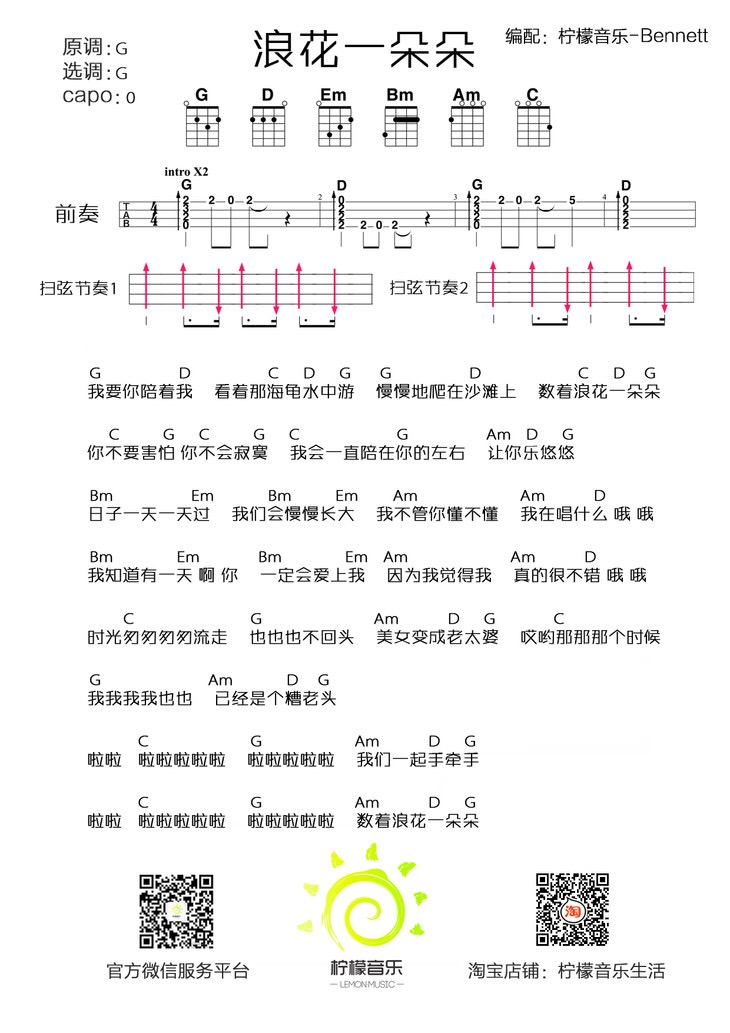 原调: G
选调: G
capo: 0
浪花一朵朵
编配：柠檬音乐-Bennett
G D Em Bm Am C
intro X2
G D G D
前奏
T A B 4 4 2 3 2 0 2 0 2 2 0 2 2 2 2 0 2 3 2 3 2 0 2 0 2 5 4 0 2 2 2
扫弦节奏1
扫弦节奏2
G D C D G G D C D G
我要你陪着我 看着那海龟水中游 慢慢地爬在沙滩上 数着浪花一朵朵
C G C G C G Am D G
你不要害怕 你不会寂寞 我会一直陪在你的左右 让你乐悠悠
Bm Em Bm Em Am Am D
日子一天一天过 我们会慢慢长大 我不管你懂不懂 我在唱什么 哦 哦
Bm Em Bm Em Am Am D
我知道有一天 啊 你 一定会爱上我 因为我觉得我 真的很不错 哦 哦
C G Am D G C
时光匆匆匆匆流走 也也也不回头 美女变成老太婆 哎哟那那那个时候
G Am D G
我我我我也也 已经是个糟老头
C G Am D G
啦啦 啦啦啦啦啦 啦啦啦啦啦 我们一起手牵手
C G Am D G
啦啦 啦啦啦啦啦 啦啦啦啦啦 数着浪花一朵朵
淘
官方微信服务平台
柠檬音乐
— LEMON MUSIC —
淘宝店铺：柠檬音乐生活